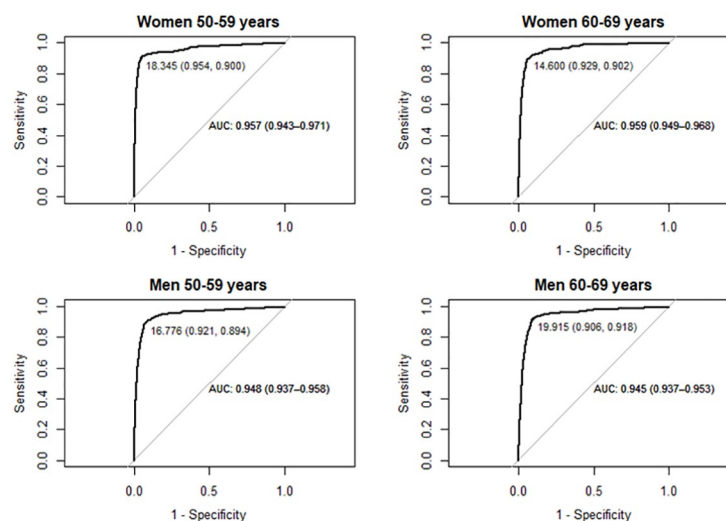 Women 50-59 years
Sensitivity
0.0 0.2 0.4 0.6 0.8 1.0
18.345 (0.954, 0.900)
AUC: 0.957 (0.943–0.971)
0.0 0.5 1.0
1 - Specificity
Women 60-69 years
Sensitivity
0.0 0.2 0.4 0.6 0.8 1.0
14.600 (0.929, 0.902)
AUC: 0.959 (0.949–0.968)
0.0 0.5 1.0
1 - Specificity
Men 50-59 years
Sensitivity
0.0 0.2 0.4 0.6 0.8 1.0
16.776 (0.921, 0.894)
AUC: 0.948 (0.937–0.958)
0.0 0.5 1.0
1 - Specificity
Men 60-69 years
Sensitivity
0.0 0.2 0.4 0.6 0.8 1.0
19.915 (0.906, 0.918)
AUC: 0.945 (0.937–0.953)
0.0 0.5 1.0
1 - Specificity